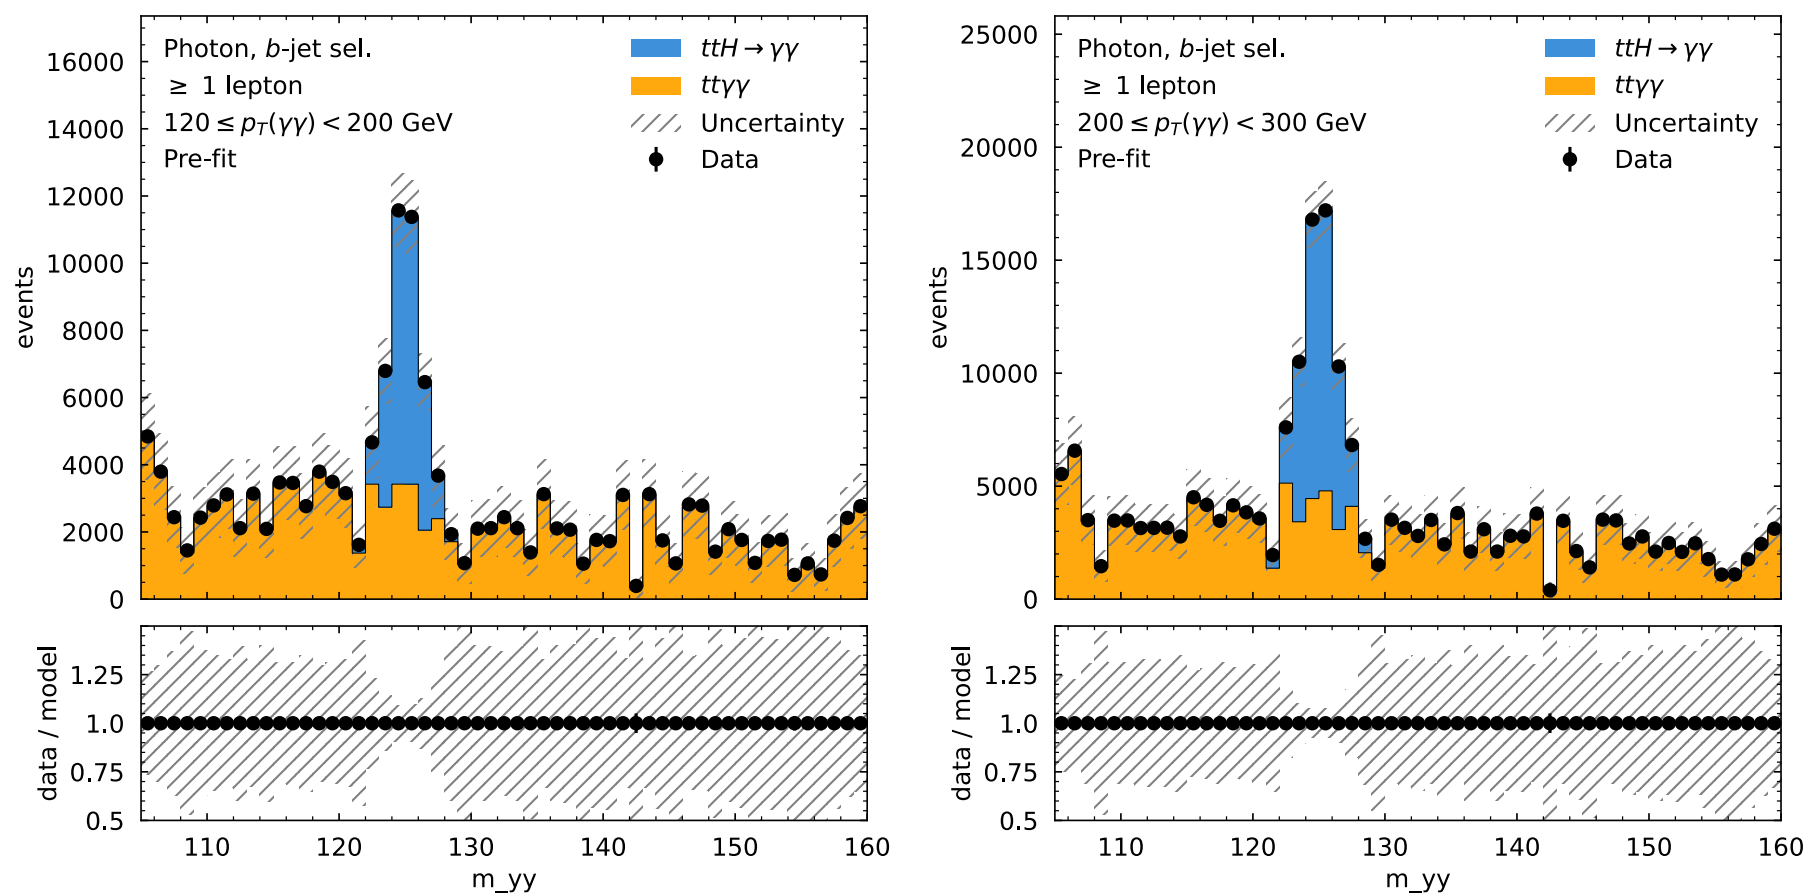 Photon, b-jet sel.
≥ 1 lepton
120 ≤ p_T(γγ) < 200 GeV
Pre-fit
ttH → γγ
ttγγ
Uncertainty
Data
events
16000
14000
12000
10000
8000
6000
4000
2000
0
data / model
1.25
1.0
0.75
0.5
110 120 130 140 150 160
m_yy
Photon, b-jet sel.
≥ 1 lepton
200 ≤ p_T(γγ) < 300 GeV
Pre-fit
ttH → γγ
ttγγ
Uncertainty
Data
events
25000
20000
15000
10000
5000
0
data / model
1.25
1.0
0.75
0.5
110 120 130 140 150 160
m_yy